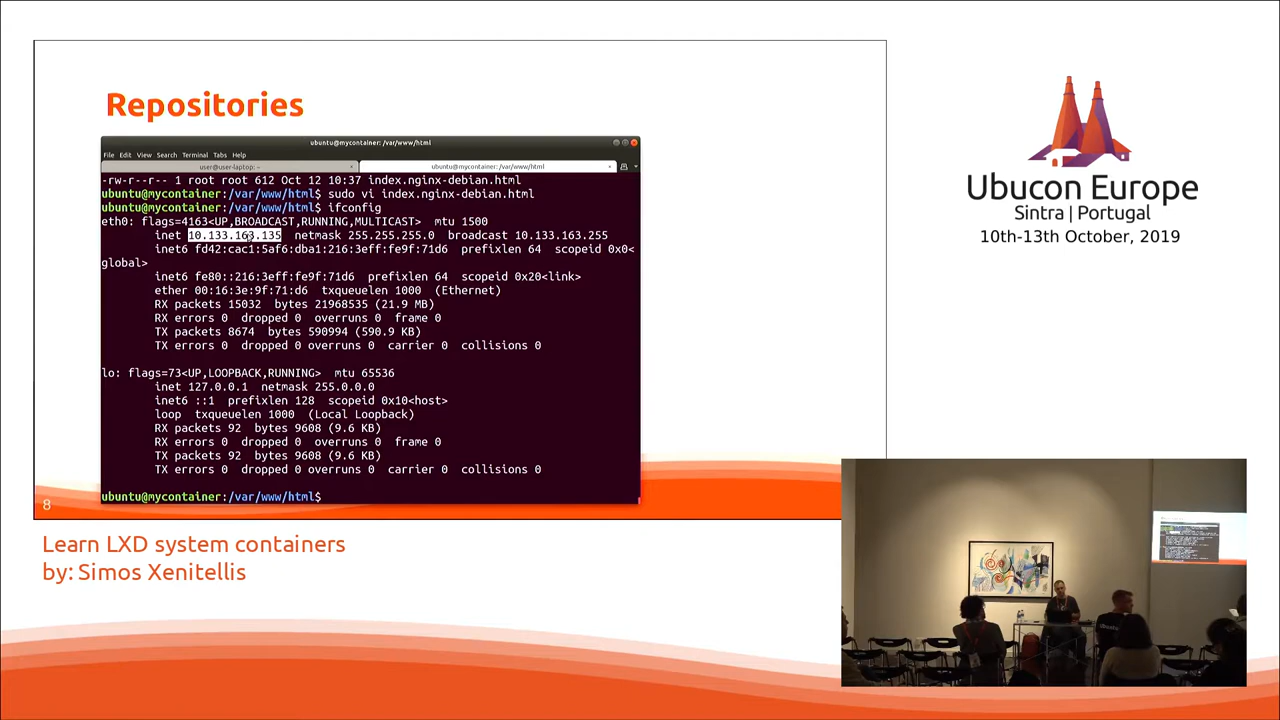 Repositories
ubuntu@mycontainer: /var/www/html
File Edit View Search Terminal Tabs Help
user@user-laptop: ~ × ubuntu@mycontainer: /var/www/html ×
-rw-r--r-- 1 root root 612 Oct 12 10:37 index.nginx-debian.html
ubuntu@mycontainer:/var/www/html$ sudo vi index.nginx-debian.html
ubuntu@mycontainer:/var/www/html$ ifconfig
eth0: flags=4163<UP,BROADCAST,RUNNING,MULTICAST> mtu 1500
inet 10.133.163.135 netmask 255.255.255.0 broadcast 10.133.163.255
inet6 fd42:cac1:5af6:dba1:216:3eff:fe9f:71d6 prefixlen 64 scopeid 0x0<
global>
inet6 fe80::216:3eff:fe9f:71d6 prefixlen 64 scopeid 0x20<link>
ether 00:16:3e:9f:71:d6 txqueuelen 1000 (Ethernet)
RX packets 15032 bytes 21968535 (21.9 MB)
RX errors 0 dropped 0 overruns 0 frame 0
TX packets 8674 bytes 590994 (590.9 KB)
TX errors 0 dropped 0 overruns 0 carrier 0 collisions 0
lo: flags=73<UP,LOOPBACK,RUNNING> mtu 65536
inet 127.0.0.1 netmask 255.0.0.0
inet6 ::1 prefixlen 128 scopeid 0x10<host>
loop txqueuelen 1000 (Local Loopback)
RX packets 92 bytes 9608 (9.6 KB)
RX errors 0 dropped 0 overruns 0 frame 0
TX packets 92 bytes 9608 (9.6 KB)
TX errors 0 dropped 0 overruns 0 carrier 0 collisions 0
ubuntu@mycontainer:/var/www/html$
8
Learn LXD system containers
by: Simos Xenitellis
Ubucon Europe
Sintra | Portugal
10th-13th October, 2019